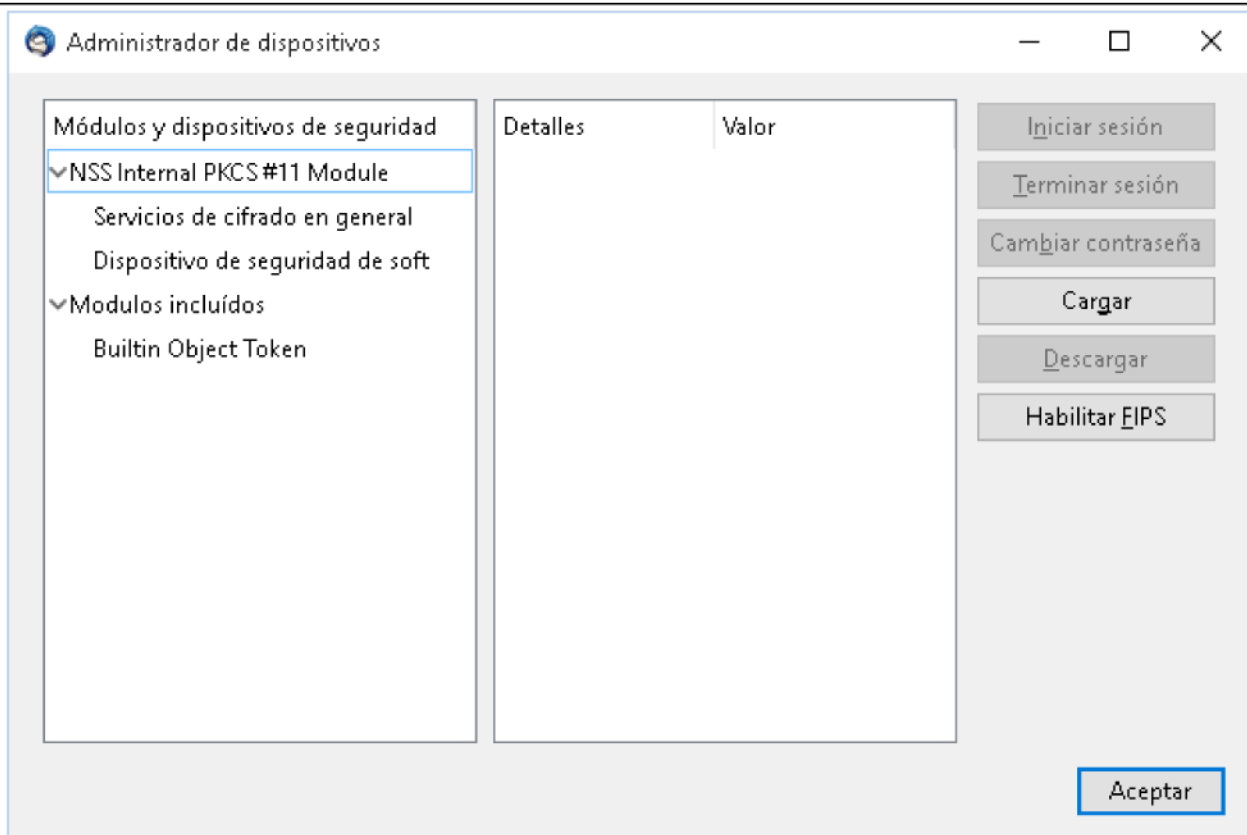 Administrador de dispositivos
Módulos y dispositivos de seguridad
NSS Internal PKCS #11 Module
Servicios de cifrado en general
Dispositivo de seguridad de soft
Modulos incluídos
Builtin Object Token
Detalles Valor
Iniciar sesión
Terminar sesión
Cambiar contraseña
Cargar
Descargar
Habilitar FIPS
Aceptar